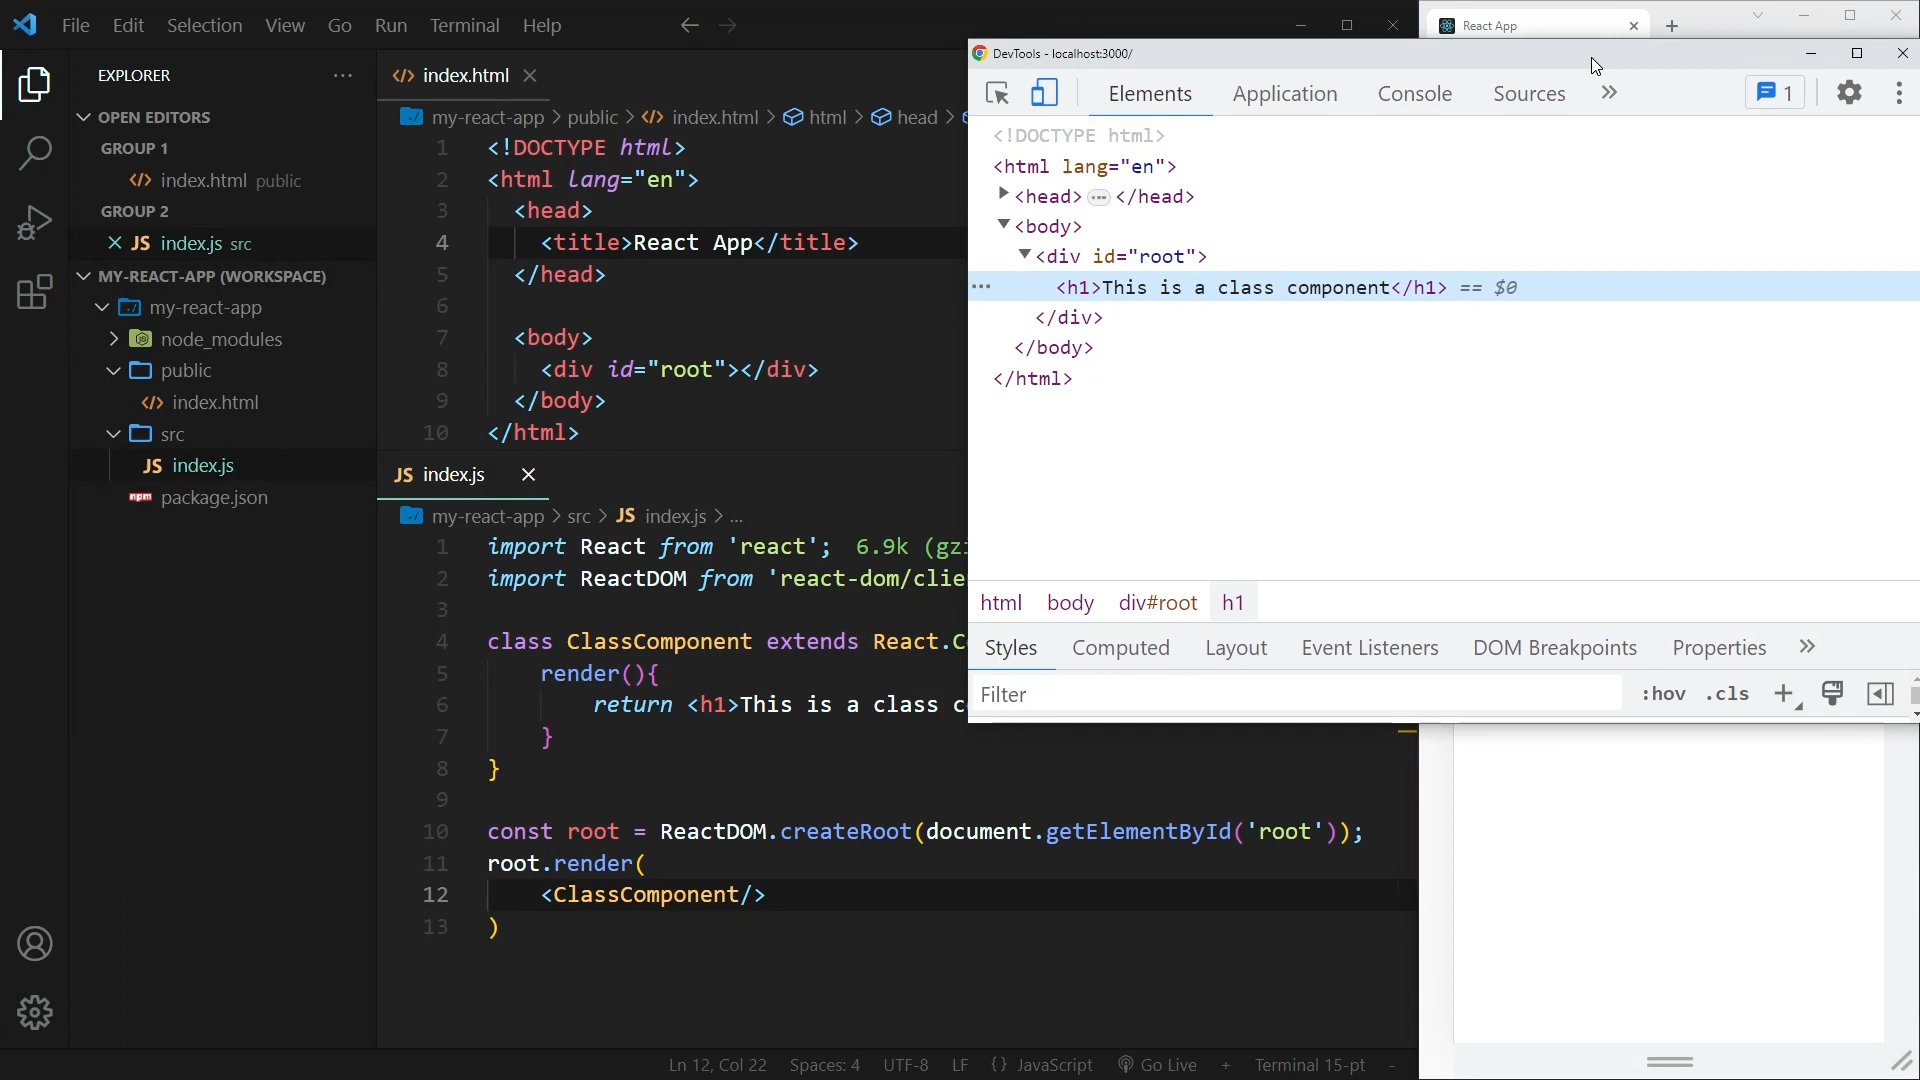 File Edit Selection View Go Run Terminal Help
EXPLORER
OPEN EDITORS
GROUP 1
index.html public
GROUP 2
JS index.js src
MY-REACT-APP (WORKSPACE)
my-react-app
node_modules
public
index.html
src
JS index.js
npm package.json
index.html
my-react-app > public > index.html > html > head >
1 <!DOCTYPE html>
2 <html lang="en">
3 <head>
4 <title>React App</title>
5 </head>
6
7 <body>
8 <div id="root"></div>
9 </body>
10 </html>
JS index.js
my-react-app > src > JS index.js > ...
1 import React from 'react'; 6.9k (gzi
2 import ReactDOM from 'react-dom/clie
3
4 class ClassComponent extends React.C
5 render(){
6 return <h1>This is a class c
7 }
8 }
9
10 const root = ReactDOM.createRoot(document.getElementById('root'));
11 root.render(
12 <ClassComponent/>
13 )
Ln 12, Col 22 Spaces: 4 UTF-8 LF {} JavaScript Go Live + Terminal 15-pt -
React App
DevTools - localhost:3000/
Elements Application Console Sources » 1
<!DOCTYPE html>
<html lang="en">
<head> ... </head>
<body>
<div id="root">
<h1>This is a class component</h1> == $0
</div>
</body>
</html>
html body div#root h1
Styles Computed Layout Event Listeners DOM Breakpoints Properties »
Filter :hov .cls +